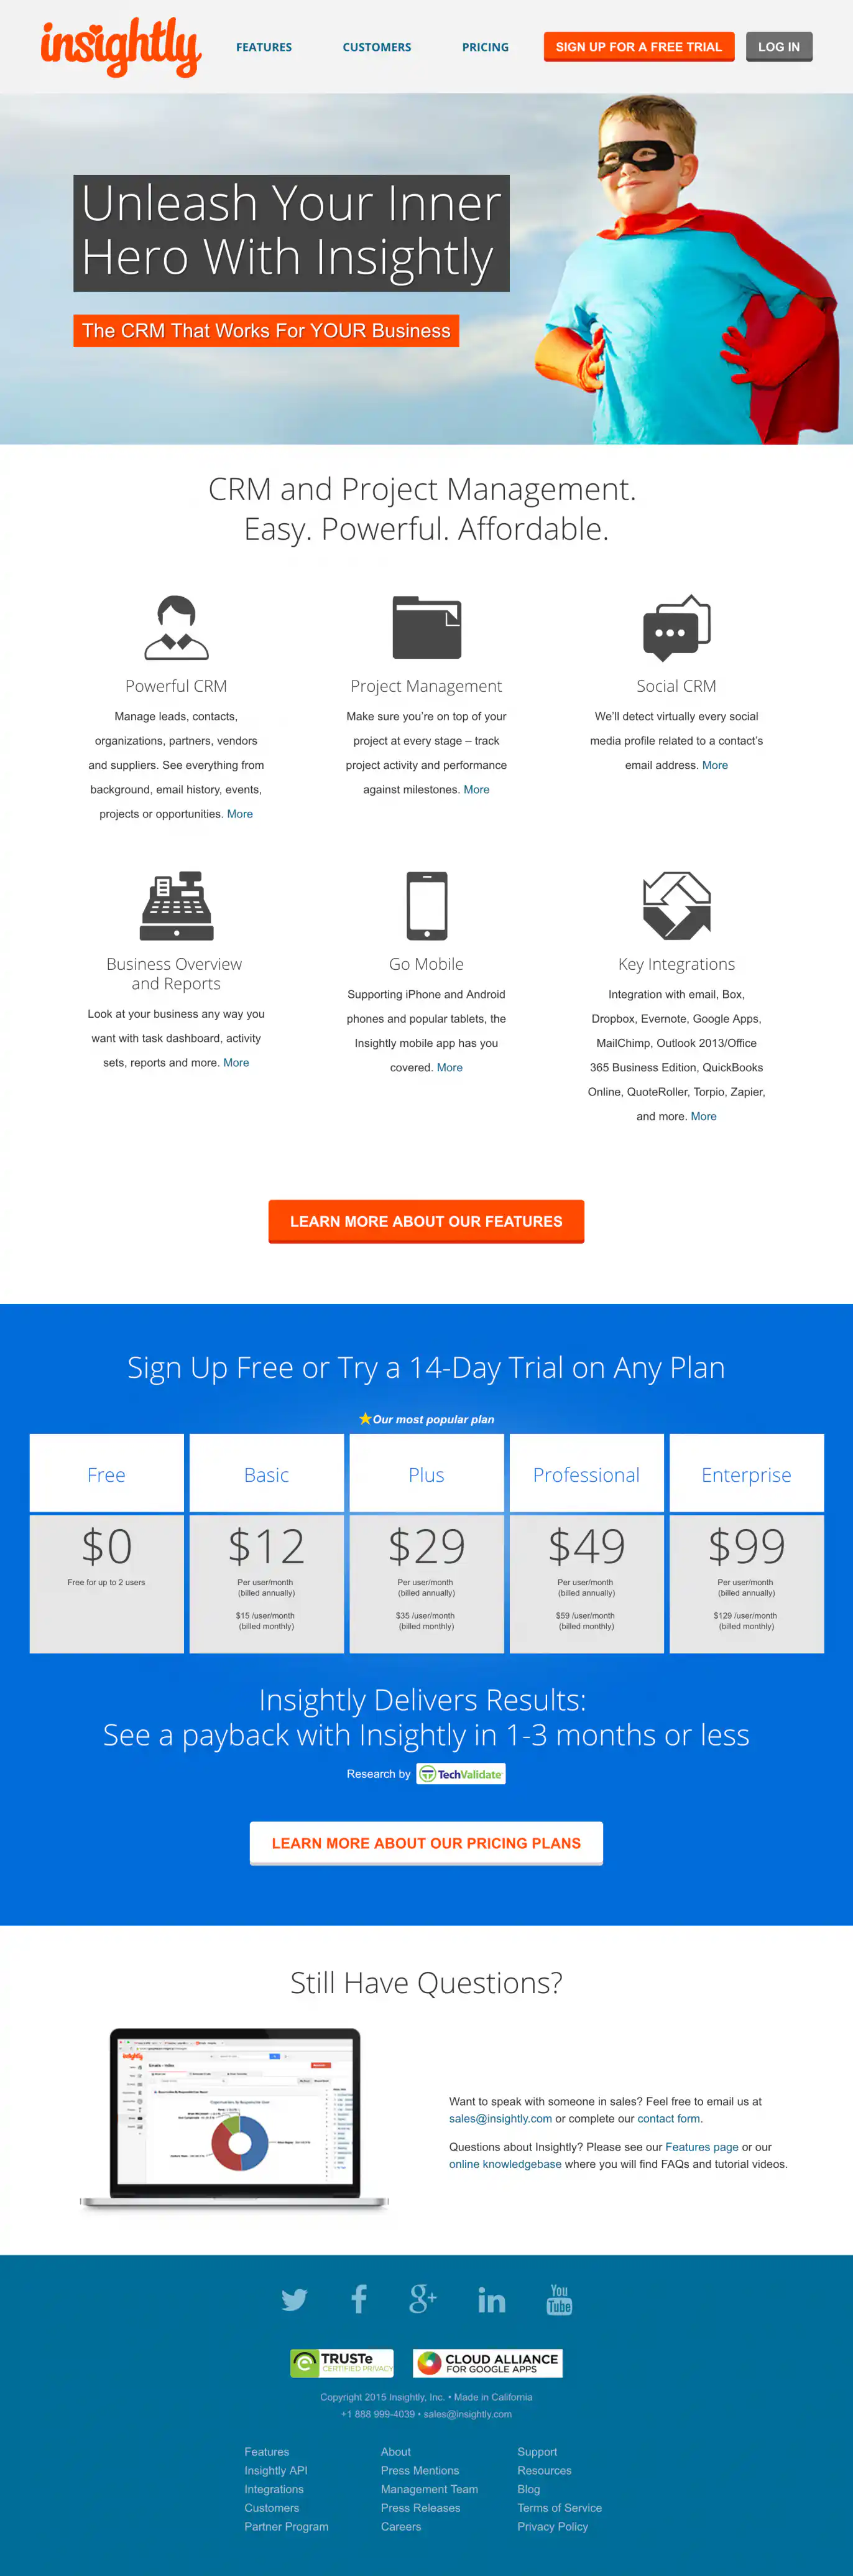 insightly
FEATURES
CUSTOMERS
PRICING
SIGN UP FOR A FREE TRIAL
LOG IN
Unleash Your Inner
Hero With Insightly
The CRM That Works For YOUR Business
CRM and Project Management.
Easy. Powerful. Affordable.
Powerful CRM
Manage leads, contacts,
organizations, partners, vendors
and suppliers. See everything from
background, email history, events,
projects or opportunities. More
Project Management
Make sure you're on top of your
project at every stage – track
project activity and performance
against milestones. More
Social CRM
We'll detect virtually every social
media profile related to a contact's
email address. More
Business Overview
and Reports
Look at your business any way you
want with task dashboard, activity
sets, reports and more. More
Go Mobile
Supporting iPhone and Android
phones and popular tablets, the
Insightly mobile app has you
covered. More
Key Integrations
Integration with email, Box,
Dropbox, Evernote, Google Apps,
MailChimp, Outlook 2013/Office
365 Business Edition, QuickBooks
Online, QuoteRoller, Torpio, Zapier,
and more. More
LEARN MORE ABOUT OUR FEATURES
Sign Up Free or Try a 14-Day Trial on Any Plan
Our most popular plan
Free
$0
Free for up to 2 users
Basic
$12
Per user/month
(billed annually)
$15 /user/month
(billed monthly)
Plus
$29
Per user/month
(billed annually)
$35 /user/month
(billed monthly)
Professional
$49
Per user/month
(billed annually)
$59 /user/month
(billed monthly)
Enterprise
$99
Per user/month
(billed annually)
$129 /user/month
(billed monthly)
Insightly Delivers Results:
See a payback with Insightly in 1-3 months or less
Research by TechValidate
LEARN MORE ABOUT OUR PRICING PLANS
Still Have Questions?
insightly
Want to speak with someone in sales? Feel free to email us at
sales@insightly.com or complete our contact form.
Questions about Insightly? Please see our Features page or our
online knowledgebase where you will find FAQs and tutorial videos.
You
Tube
TRUSTe
CERTIFIED PRIVACY
CLOUD ALLIANCE
FOR GOOGLE APPS
Copyright 2015 Insightly, Inc. • Made in California
+1 888 999-4039 • sales@insightly.com
Features
Insightly API
Integrations
Customers
Partner Program
About
Press Mentions
Management Team
Press Releases
Careers
Support
Resources
Blog
Terms of Service
Privacy Policy